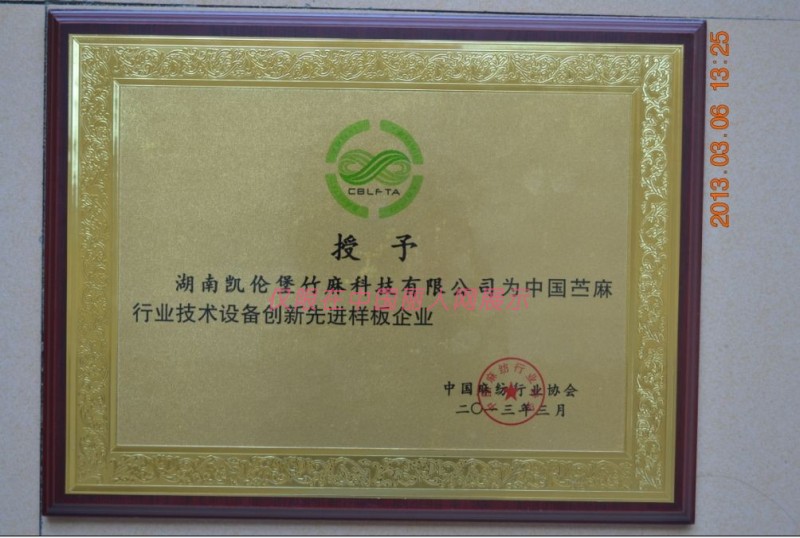 CBLFTA
授 予
湖南凯伦堡竹麻科技有限公司为中国苎麻
行业技术设备创新先进样板企业
中国麻纺行业协会
二〇一三年三月
2013.03.06 13:25